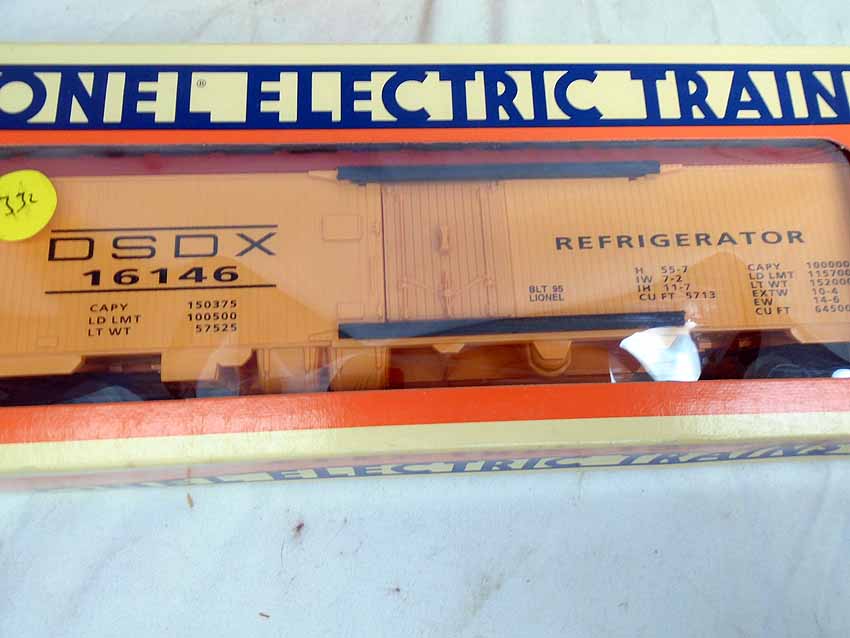 ONEL® ELECTRIC TRAIN
332
DSDX
16146
CAPY 150375
LD LMT 100500
LT WT 57525
REFRIGERATOR
BLT 95
LIONEL
H 55-7
IW 7-2
IH 11-7
CU FT 5713
CAPY 100000
LD LMT 115700
LT WT 152000
EXTW 10-4
EW 14-6
CU FT 64500
ONEL ELECTRIC TRAINS